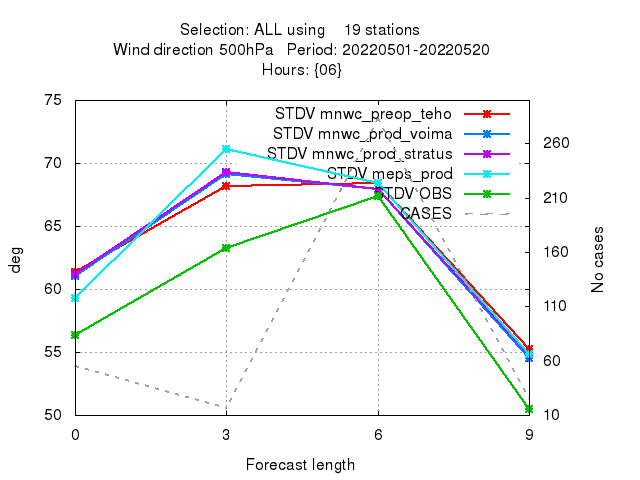 Selection: ALL using 19 stations
Wind direction 500hPa Period: 20220501-20220520
Hours: {06}
75
70
65
60
55
50
deg
STDV mnwc_preop_teho
STDV mnwc_prod_voima
STDV mnwc_prod_stratus
STDV meps_prod
STDV OBS
CASES
260
210
160
110
60
10
No cases
0 3 6 9
Forecast length